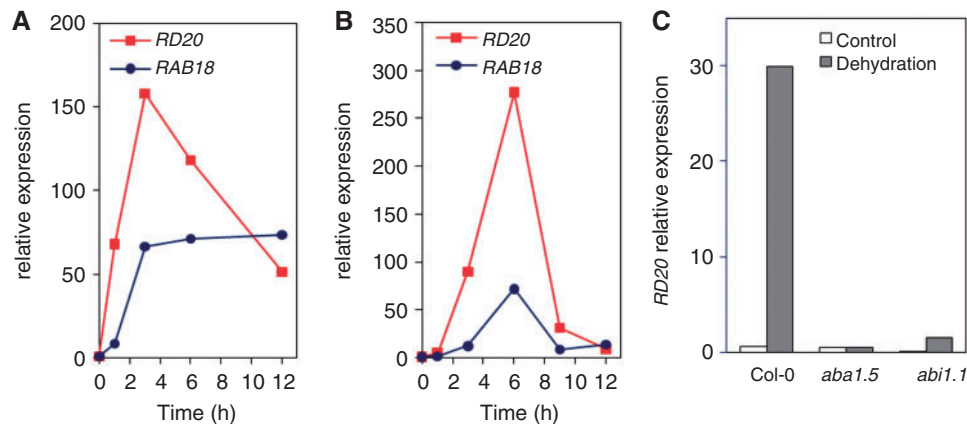 A
200
150
100
50
0
relative expression
RD20
RAB18
0 2 4 6 8 10 12
Time (h)
B
350
300
250
200
150
100
50
0
relative expression
RD20
RAB18
0 2 4 6 8 10 12
Time (h)
C
30
20
10
0
RD20 relative expression
Control
Dehydration
Col-0 aba1.5 abi1.1